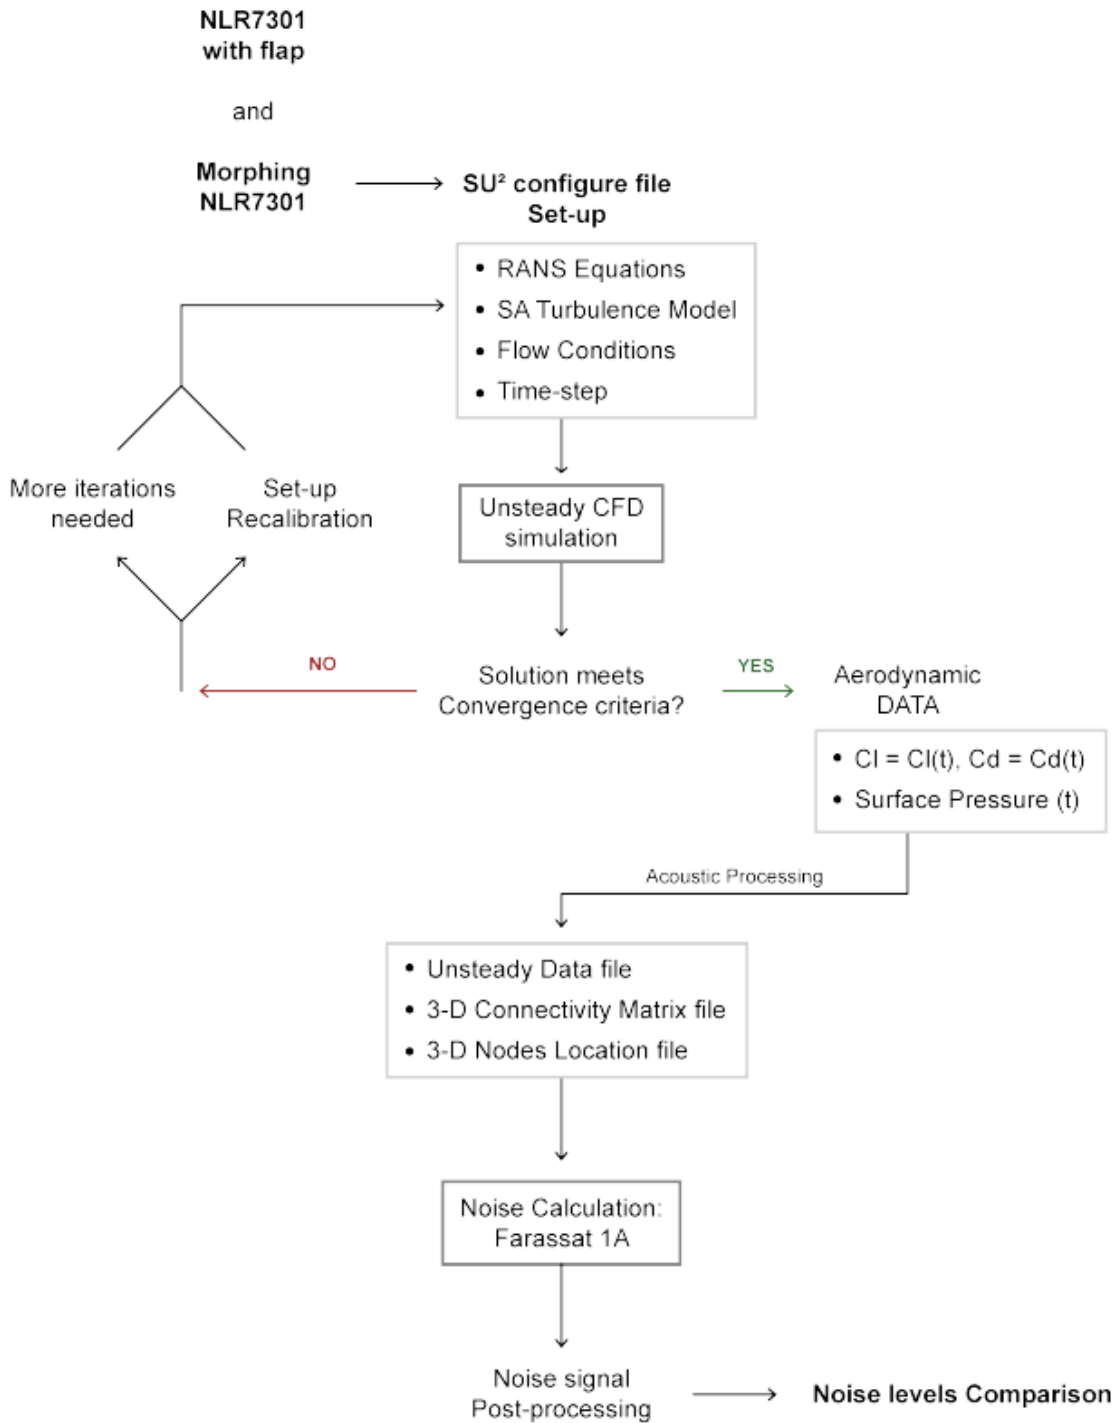 NLR7301
with flap
and
Morphing
NLR7301
SU² configure file
Set-up
• RANS Equations
• SA Turbulence Model
• Flow Conditions
• Time-step
More iterations
needed
Set-up
Recalibration
Unsteady CFD
simulation
NO
Solution meets
Convergence criteria?
YES
Aerodynamic
DATA
• Cl = Cl(t), Cd = Cd(t)
• Surface Pressure (t)
Acoustic Processing
• Unsteady Data file
• 3-D Connectivity Matrix file
• 3-D Nodes Location file
Noise Calculation:
Farassat 1A
Noise signal
Post-processing
Noise levels Comparison